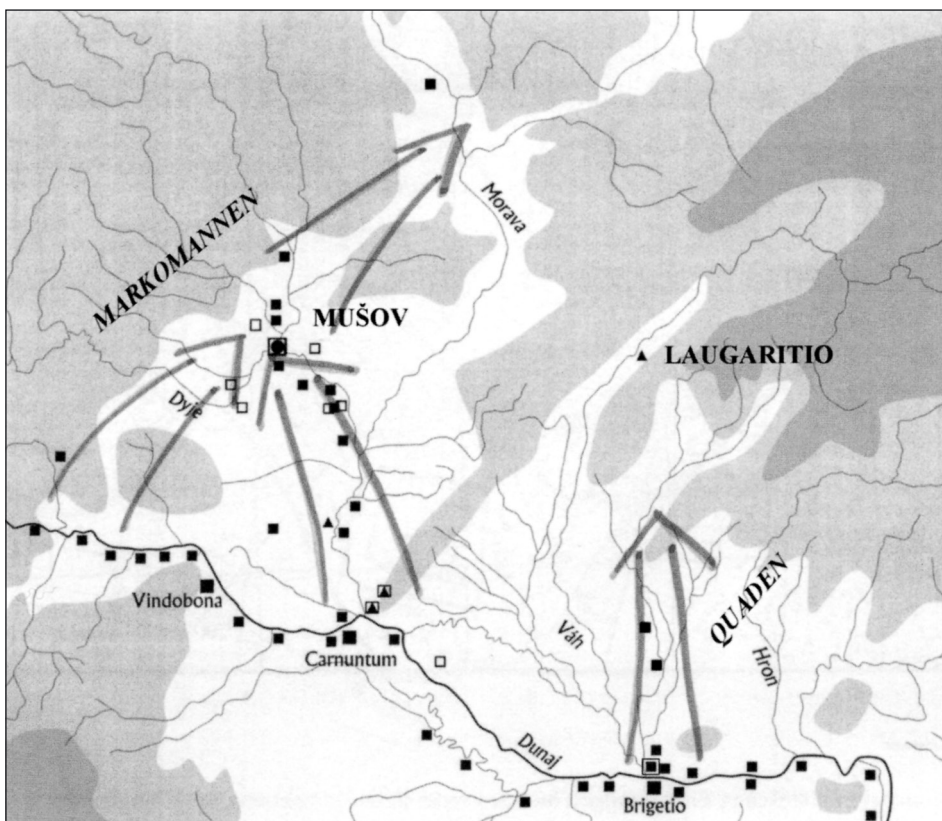 Morava
MARKOMANNEN
MUŠOV
LAUGARITIO
Dyje
Vindobona
Carnuntum
Váh
QUADEN
Hron
Dunaj
Brigetio